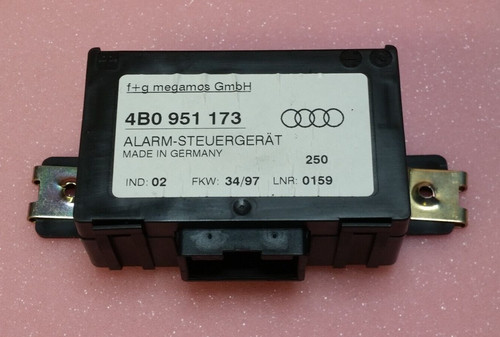 f+g megamos GmbH
4B0 951 173
ALARM-STEUERGERÄT
MADE IN GERMANY
250
IND: 02 FKW: 34/97 LNR: 0159